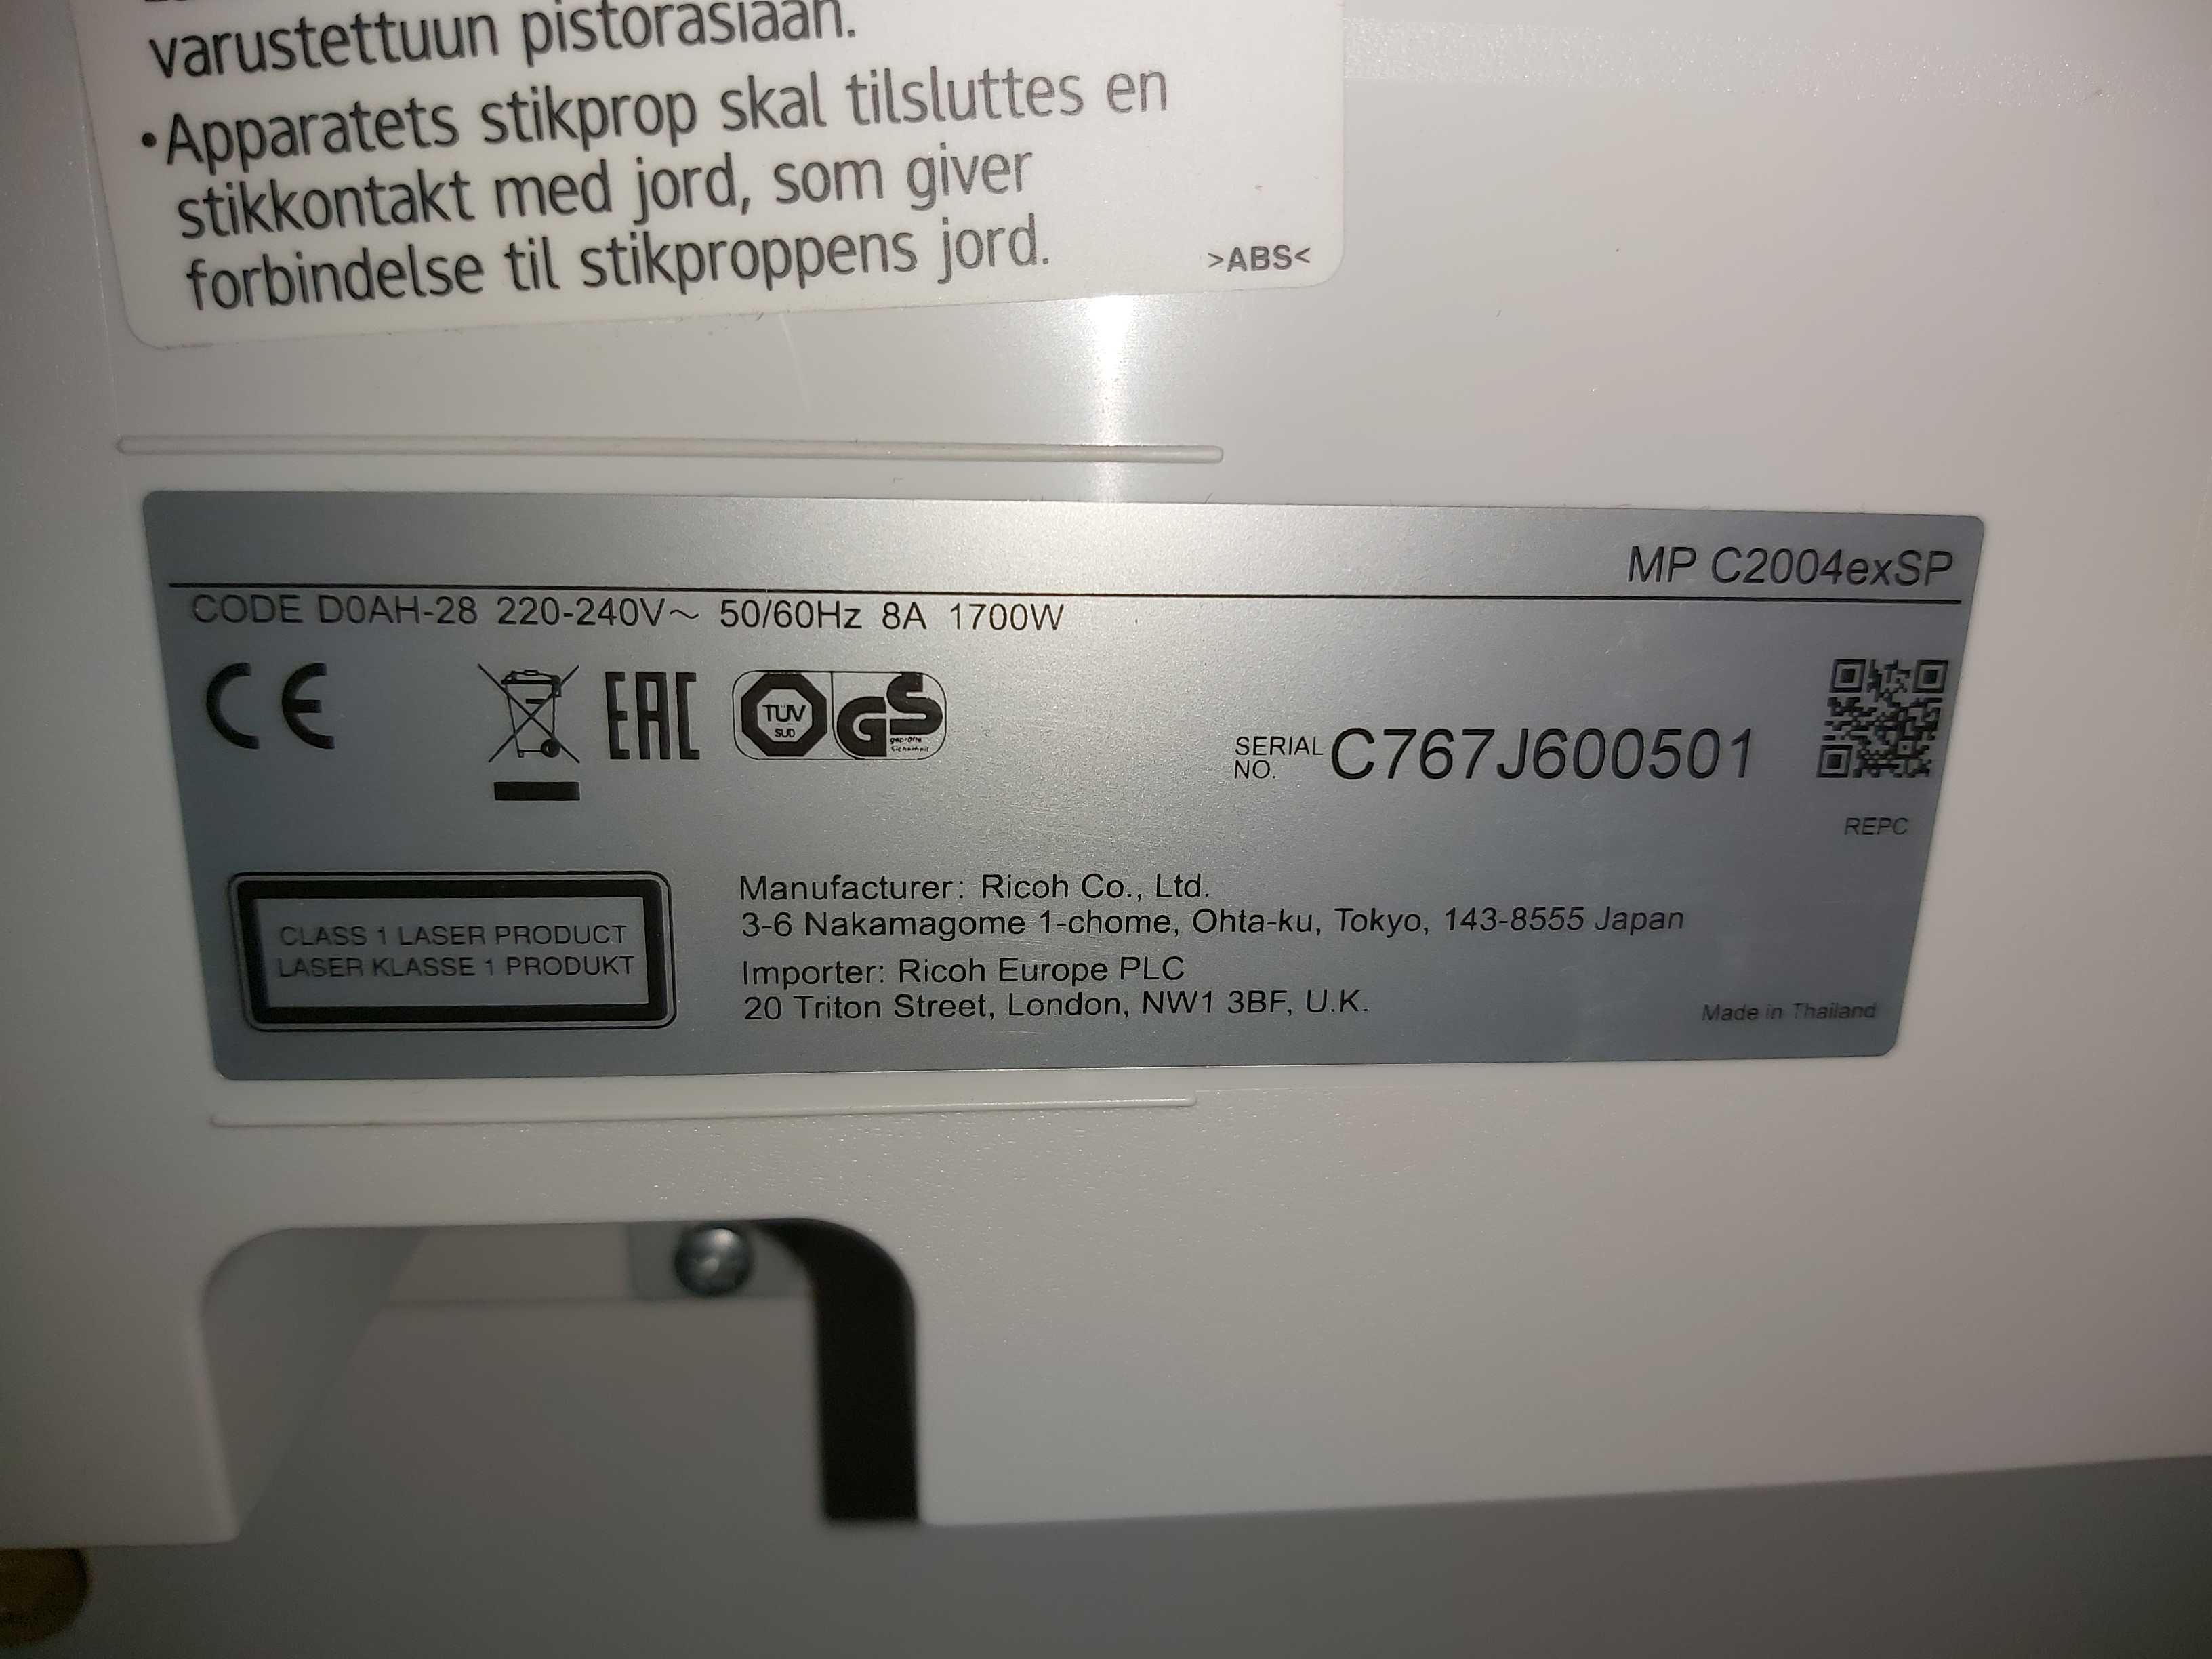 varustettuun pistorasiaan.
•Apparatets stikprop skal tilsluttes en
stikkontakt med jord, som giver
forbindelse til stikproppens jord.
>ABS<
MP C2004exSP
CODE D0AH-28 220-240V～ 50/60Hz 8A 1700W
CE
EAC
TÜV
SÜD
GS
geprüfte
Sicherheit
SERIAL
NO. C767J600501
REPC
CLASS 1 LASER PRODUCT
LASER KLASSE 1 PRODUKT
Manufacturer: Ricoh Co., Ltd.
3-6 Nakamagome 1-chome, Ohta-ku, Tokyo, 143-8555 Japan
Importer: Ricoh Europe PLC
20 Triton Street, London, NW1 3BF, U.K.
Made in Thailand